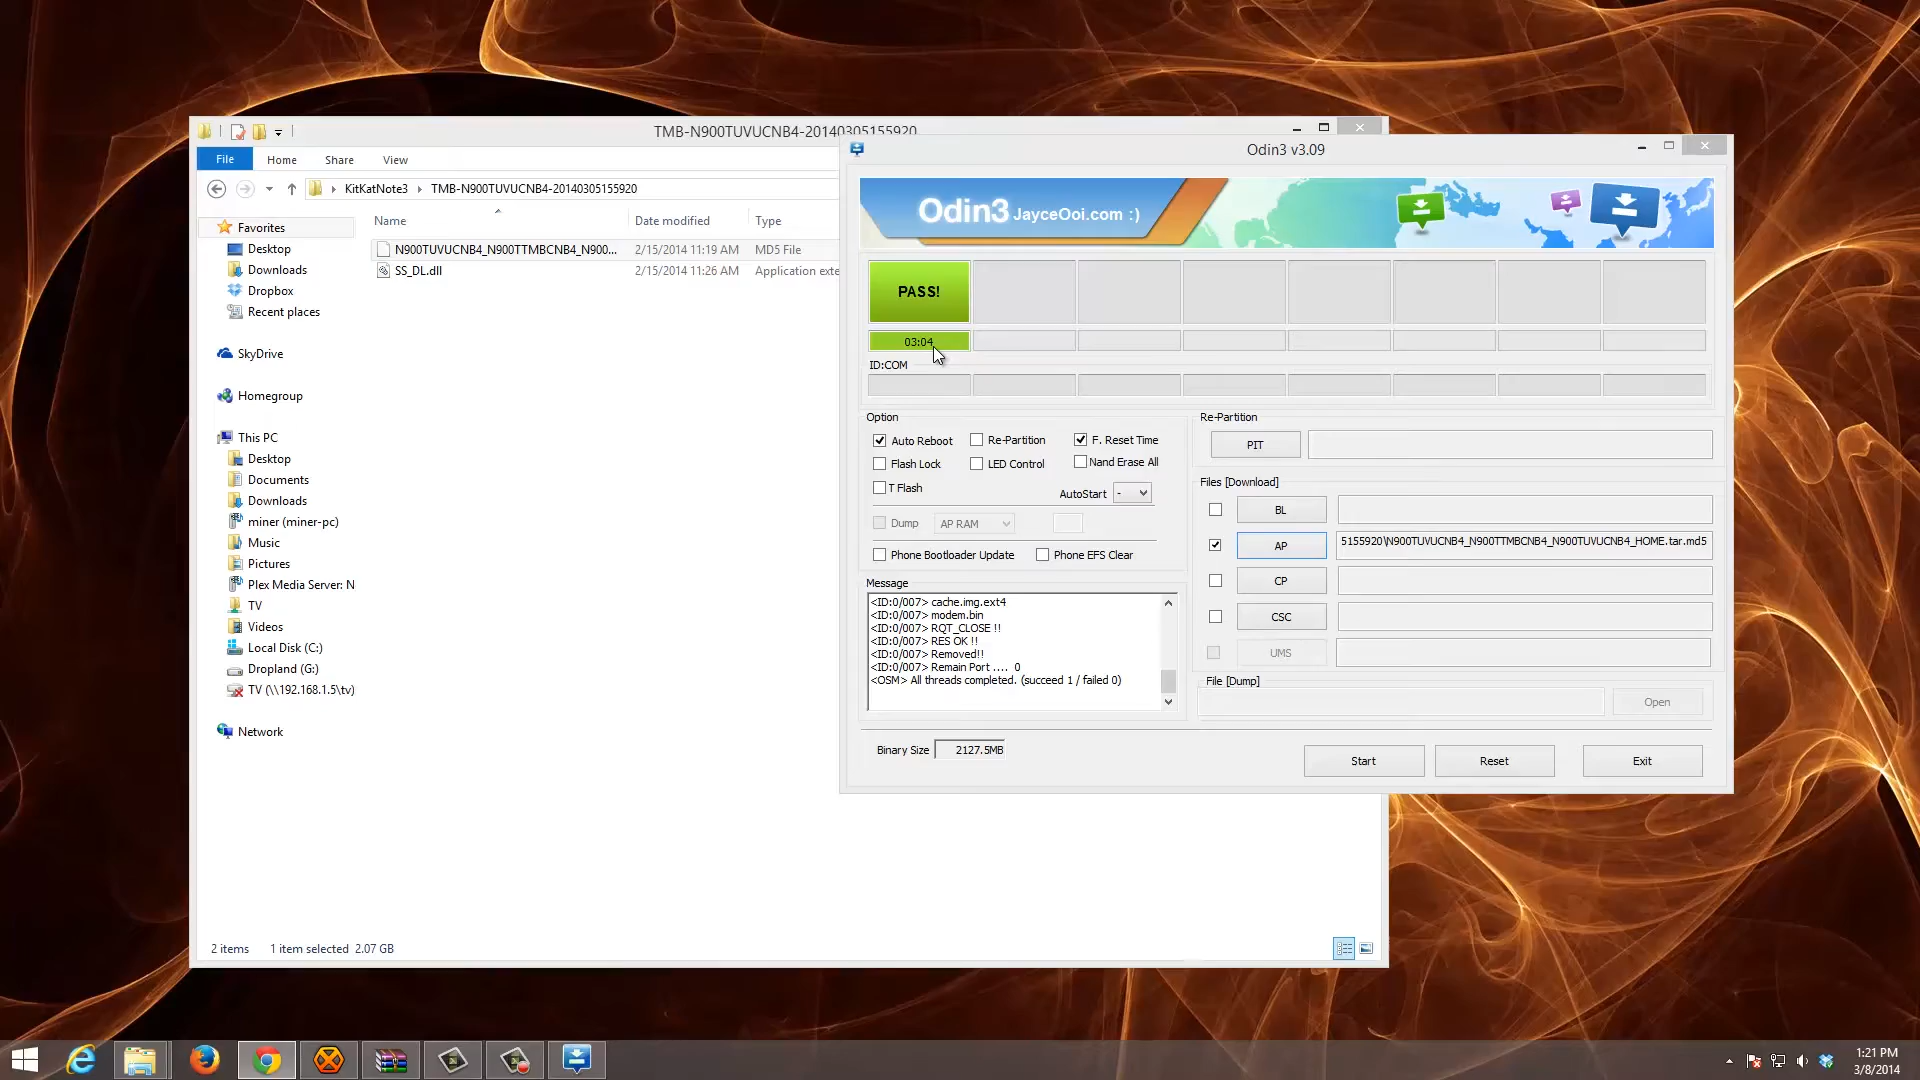 TMB-N900TUVUCNB4-20140305155920
File Home Share View
KitKatNote3 TMB-N900TUVUCNB4-20140305155920
Name Date modified Type
N900TUVUCNB4_N900TTMBCNB4_N900... 2/15/2014 11:19 AM MD5 File
SS_DL.dll 2/15/2014 11:26 AM Application exte
Favorites
Desktop
Downloads
Dropbox
Recent places
SkyDrive
Homegroup
This PC
Desktop
Documents
Downloads
miner (miner-pc)
Music
Pictures
Plex Media Server: N
TV
Videos
Local Disk (C:)
Dropland (G:)
TV (\\192.168.1.5\tv)
Network
2 items 1 item selected 2.07 GB
Odin3 v3.09
Odin3 JayceOoi.com :)
PASS!
03:04
ID:COM
Option
Auto Reboot Re-Partition F. Reset Time
Flash Lock LED Control Nand Erase All
T Flash AutoStart -
Dump AP RAM
Phone Bootloader Update Phone EFS Clear
Message
<ID:0/007> cache.img.ext4
<ID:0/007> modem.bin
<ID:0/007> RQT_CLOSE !!
<ID:0/007> RES OK !!
<ID:0/007> Removed!!
<ID:0/007> Remain Port .... 0
<OSM> All threads completed. (succeed 1 / failed 0)
Binary Size 2127.5MB
Re-Partition
PIT
Files [Download]
BL
AP 5155920\N900TUVUCNB4_N900TTMBCNB4_N900TUVUCNB4_HOME.tar.md5
CP
CSC
UMS
File [Dump]
Open
Start Reset Exit
1:21 PM
3/8/2014